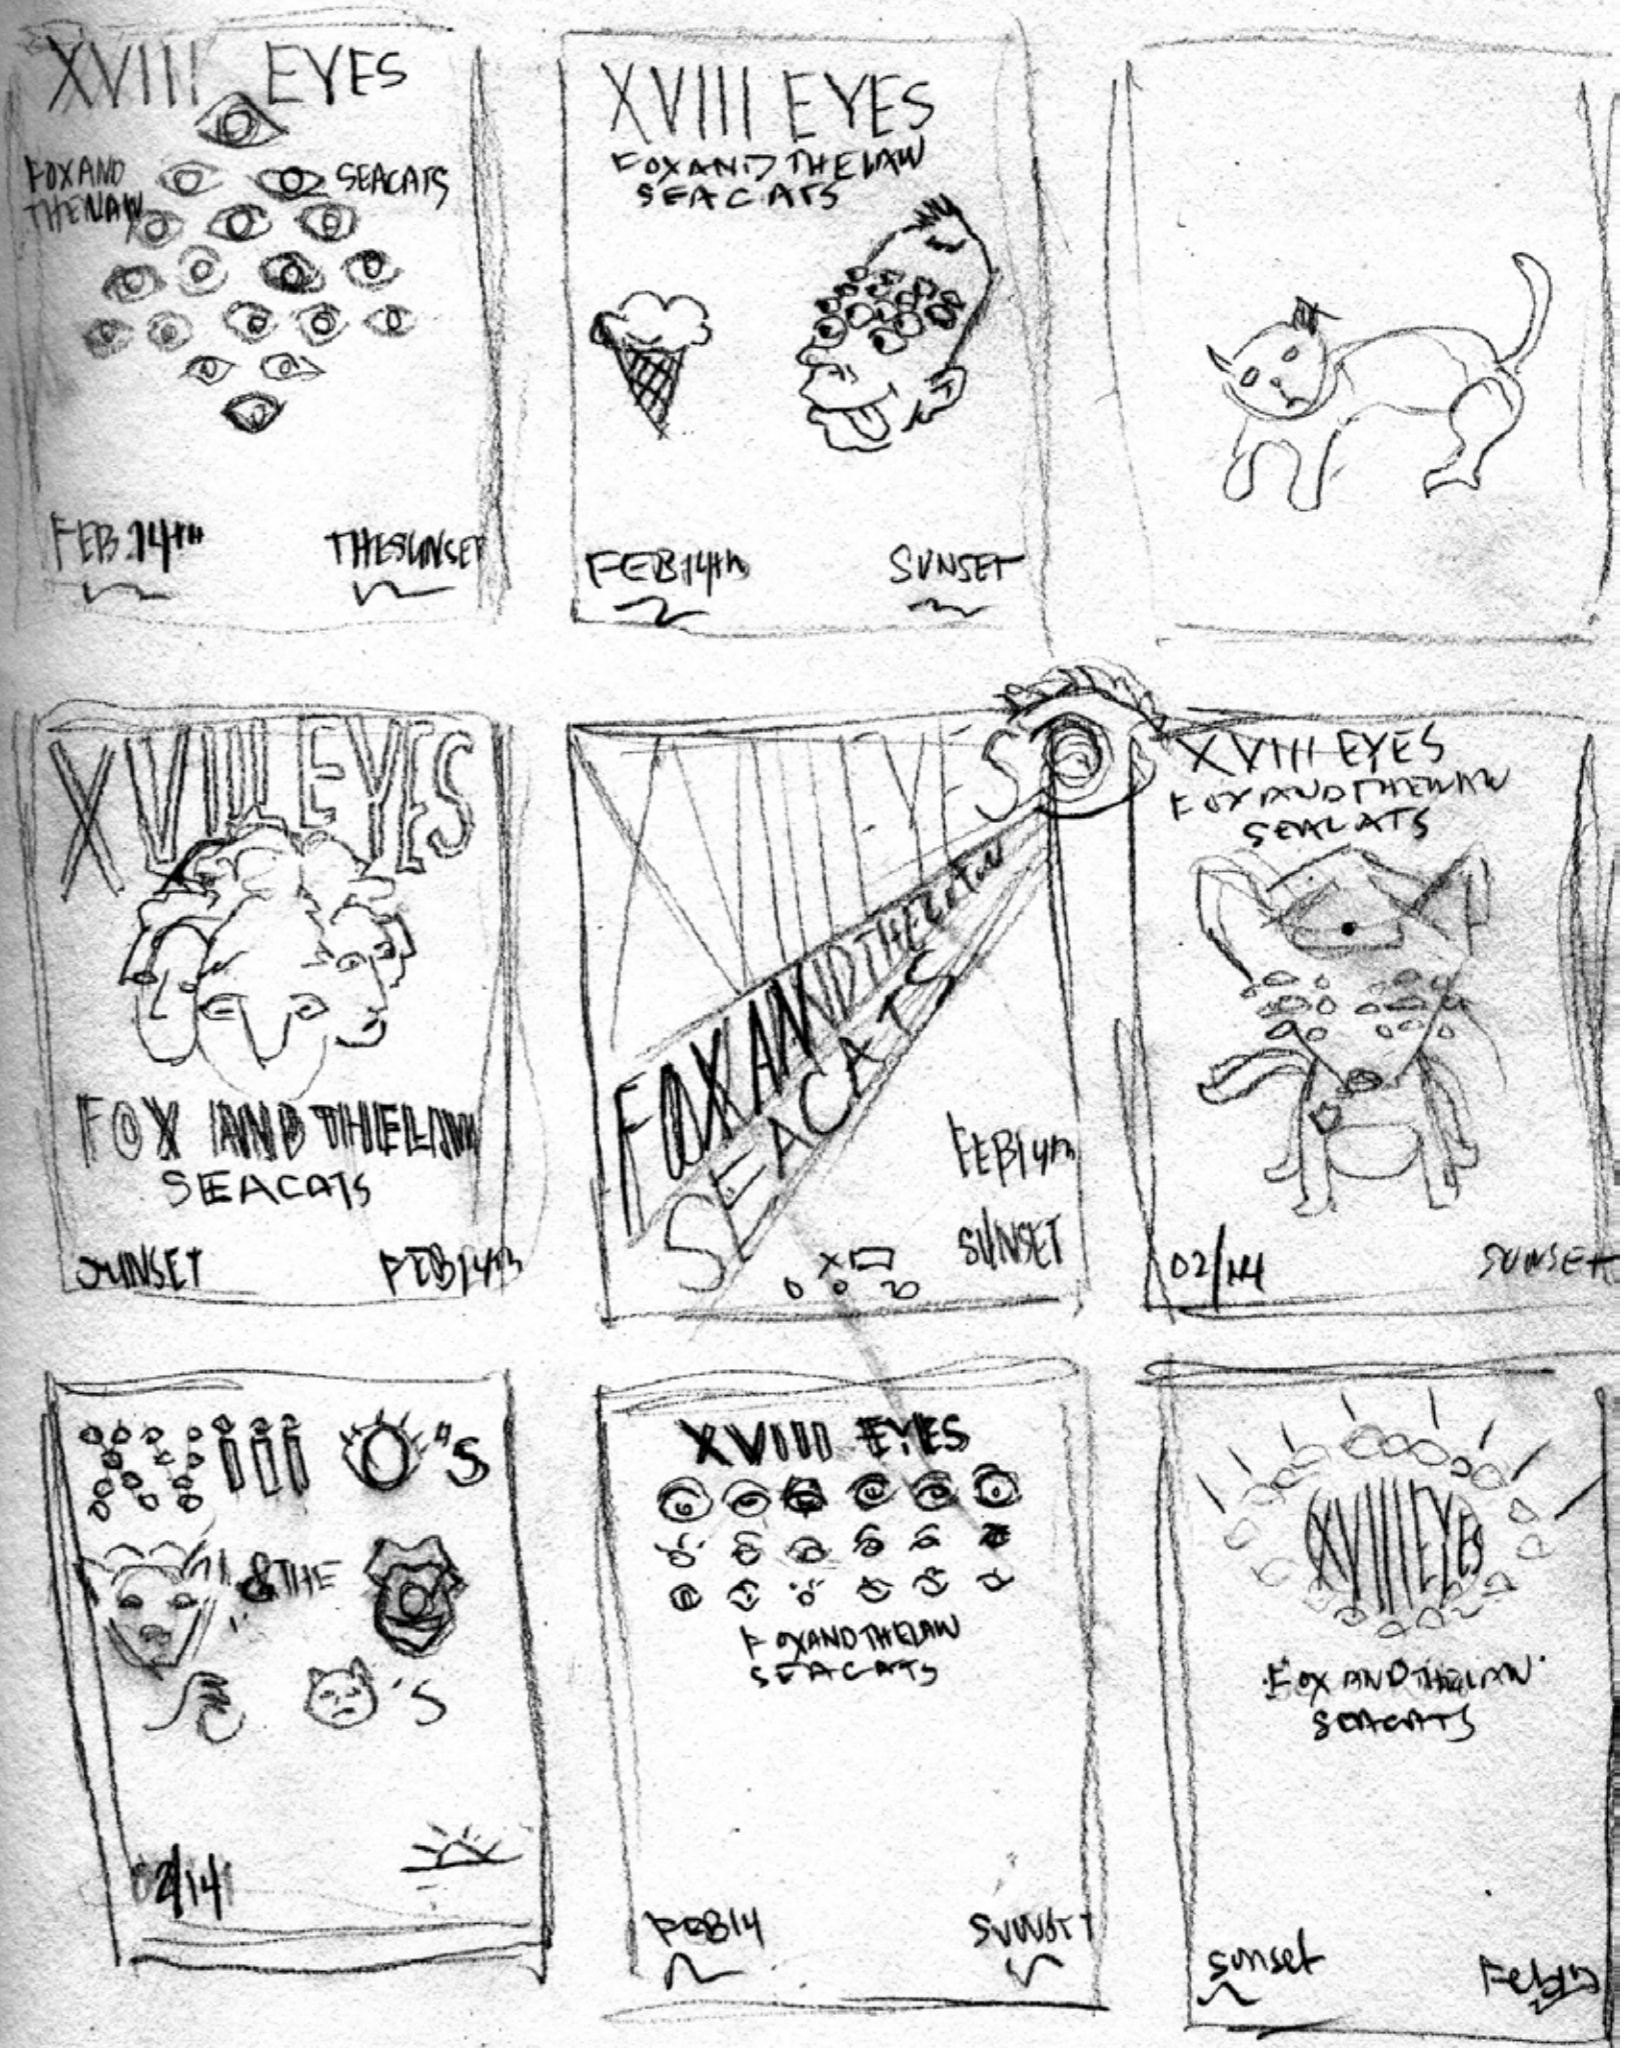 XVIII EYES
FOX AND
THE LAW
SEACATS
FEB 14TH
THE SUNSET
XVIII EYES
FOX AND THE LAW
SEACATS
FEB 14th
SUNSET
XVIII EYES
FOX AND THE LAW
SEACATS
SUNSET
FEB 14th
EYES
FOX AND THE LAW
SEACATS
FEB 14th
SUNSET
XVIII EYES
FOX AND THE LAW
SEACATS
02/14
SUNSET
XVIII O'S
& THE
'S
02/14
XVIII EYES
FOX AND THE LAW
SEACATS
FEB 14
SUNSET
XVIII EYES
FOX AND THE LAW
SEACATS
sunset